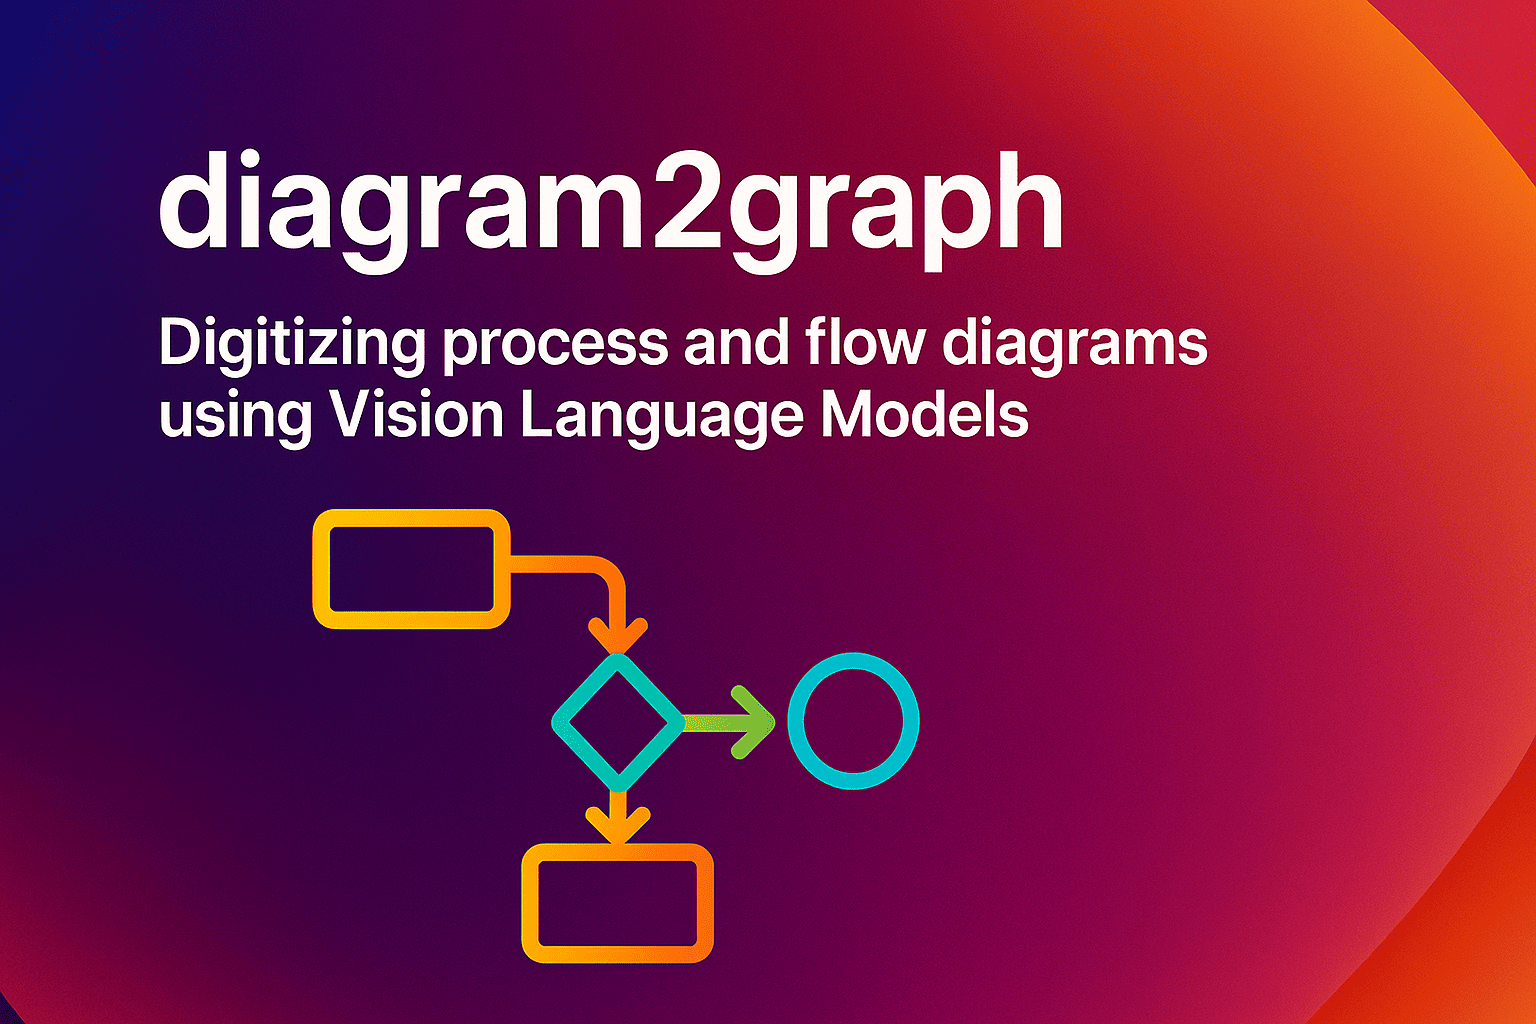 diagram2graph
Digitizing process and flow diagrams
using Vision Language Models